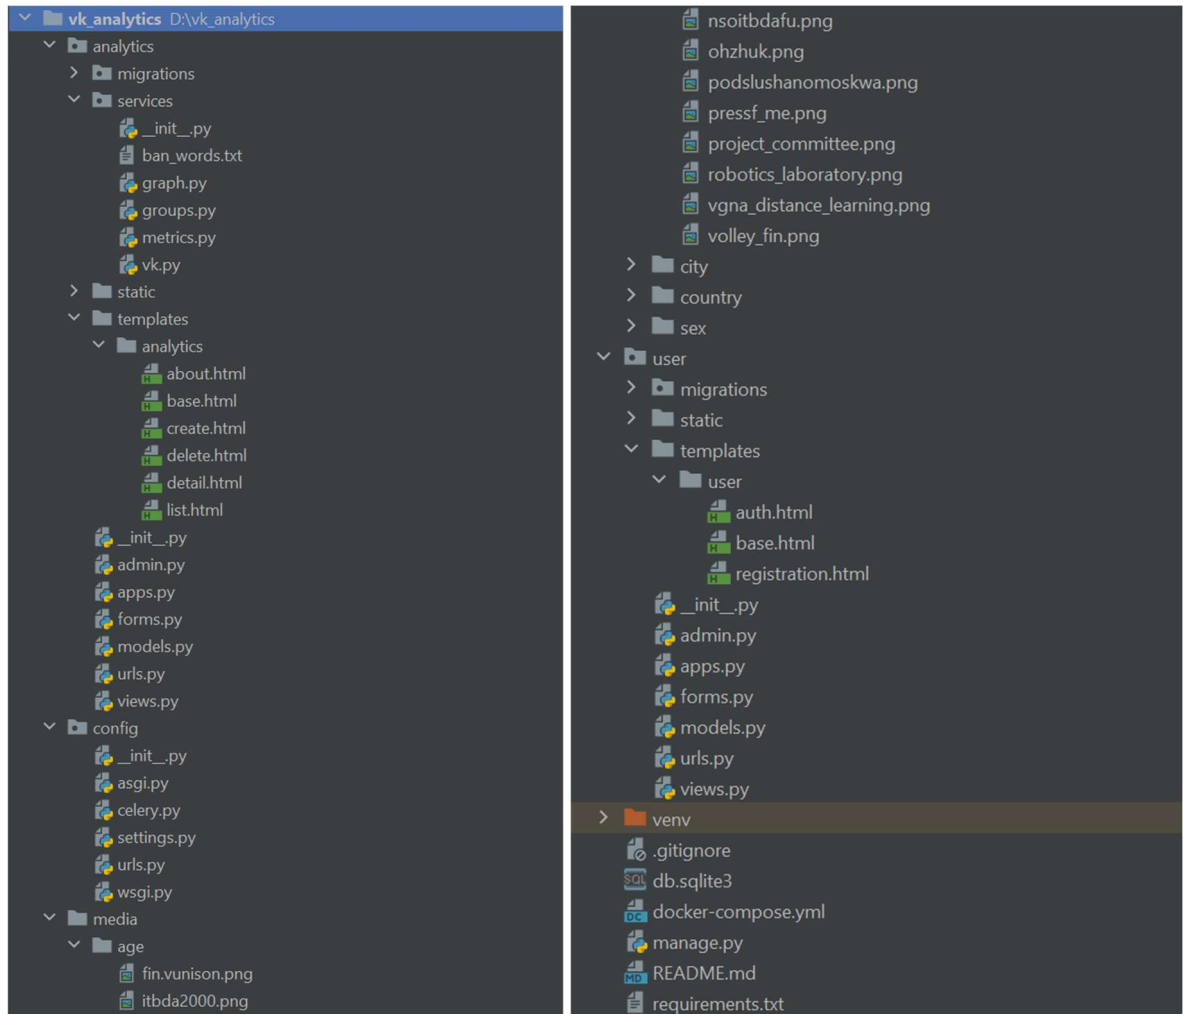 vk_analytics D:\vk_analytics
analytics
migrations
services
__init__.py
ban_words.txt
graph.py
groups.py
metrics.py
vk.py
static
templates
analytics
about.html
base.html
create.html
delete.html
detail.html
list.html
__init__.py
admin.py
apps.py
forms.py
models.py
urls.py
views.py
config
__init__.py
asgi.py
celery.py
settings.py
urls.py
wsgi.py
media
age
fin.vunison.png
itbda2000.png
nsoitbdafu.png
ohzhuk.png
podslushanomoskwa.png
pressf_me.png
project_committee.png
robotics_laboratory.png
vgna_distance_learning.png
volley_fin.png
city
country
sex
user
migrations
static
templates
user
auth.html
base.html
registration.html
__init__.py
admin.py
apps.py
forms.py
models.py
urls.py
views.py
venv
.gitignore
SQL db.sqlite3
DC docker-compose.yml
manage.py
MD README.md
requirements.txt